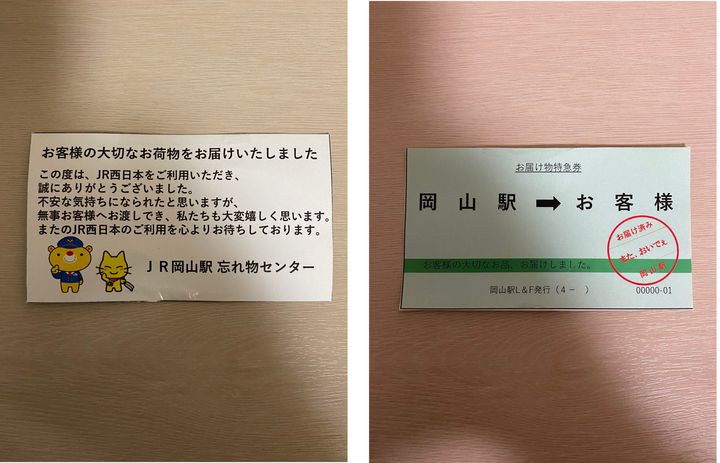 お客様の大切なお荷物をお届けいたしました
この度は、JR西日本をご利用いただき、
誠にありがとうございました。
不安な気持ちになられたと思いますが、
無事お客様へお渡しでき、私たちも大変嬉しく思います。
またのJR西日本のご利用を心よりお待ちしております。
JR岡山駅 忘れ物センター
お届け物特急券
岡山駅➡お客様
お届け済み
また、おいでぇ
岡山駅
お客様の大切なお品、お届けしました。
岡山駅L&F発行(4-　)
00000-01